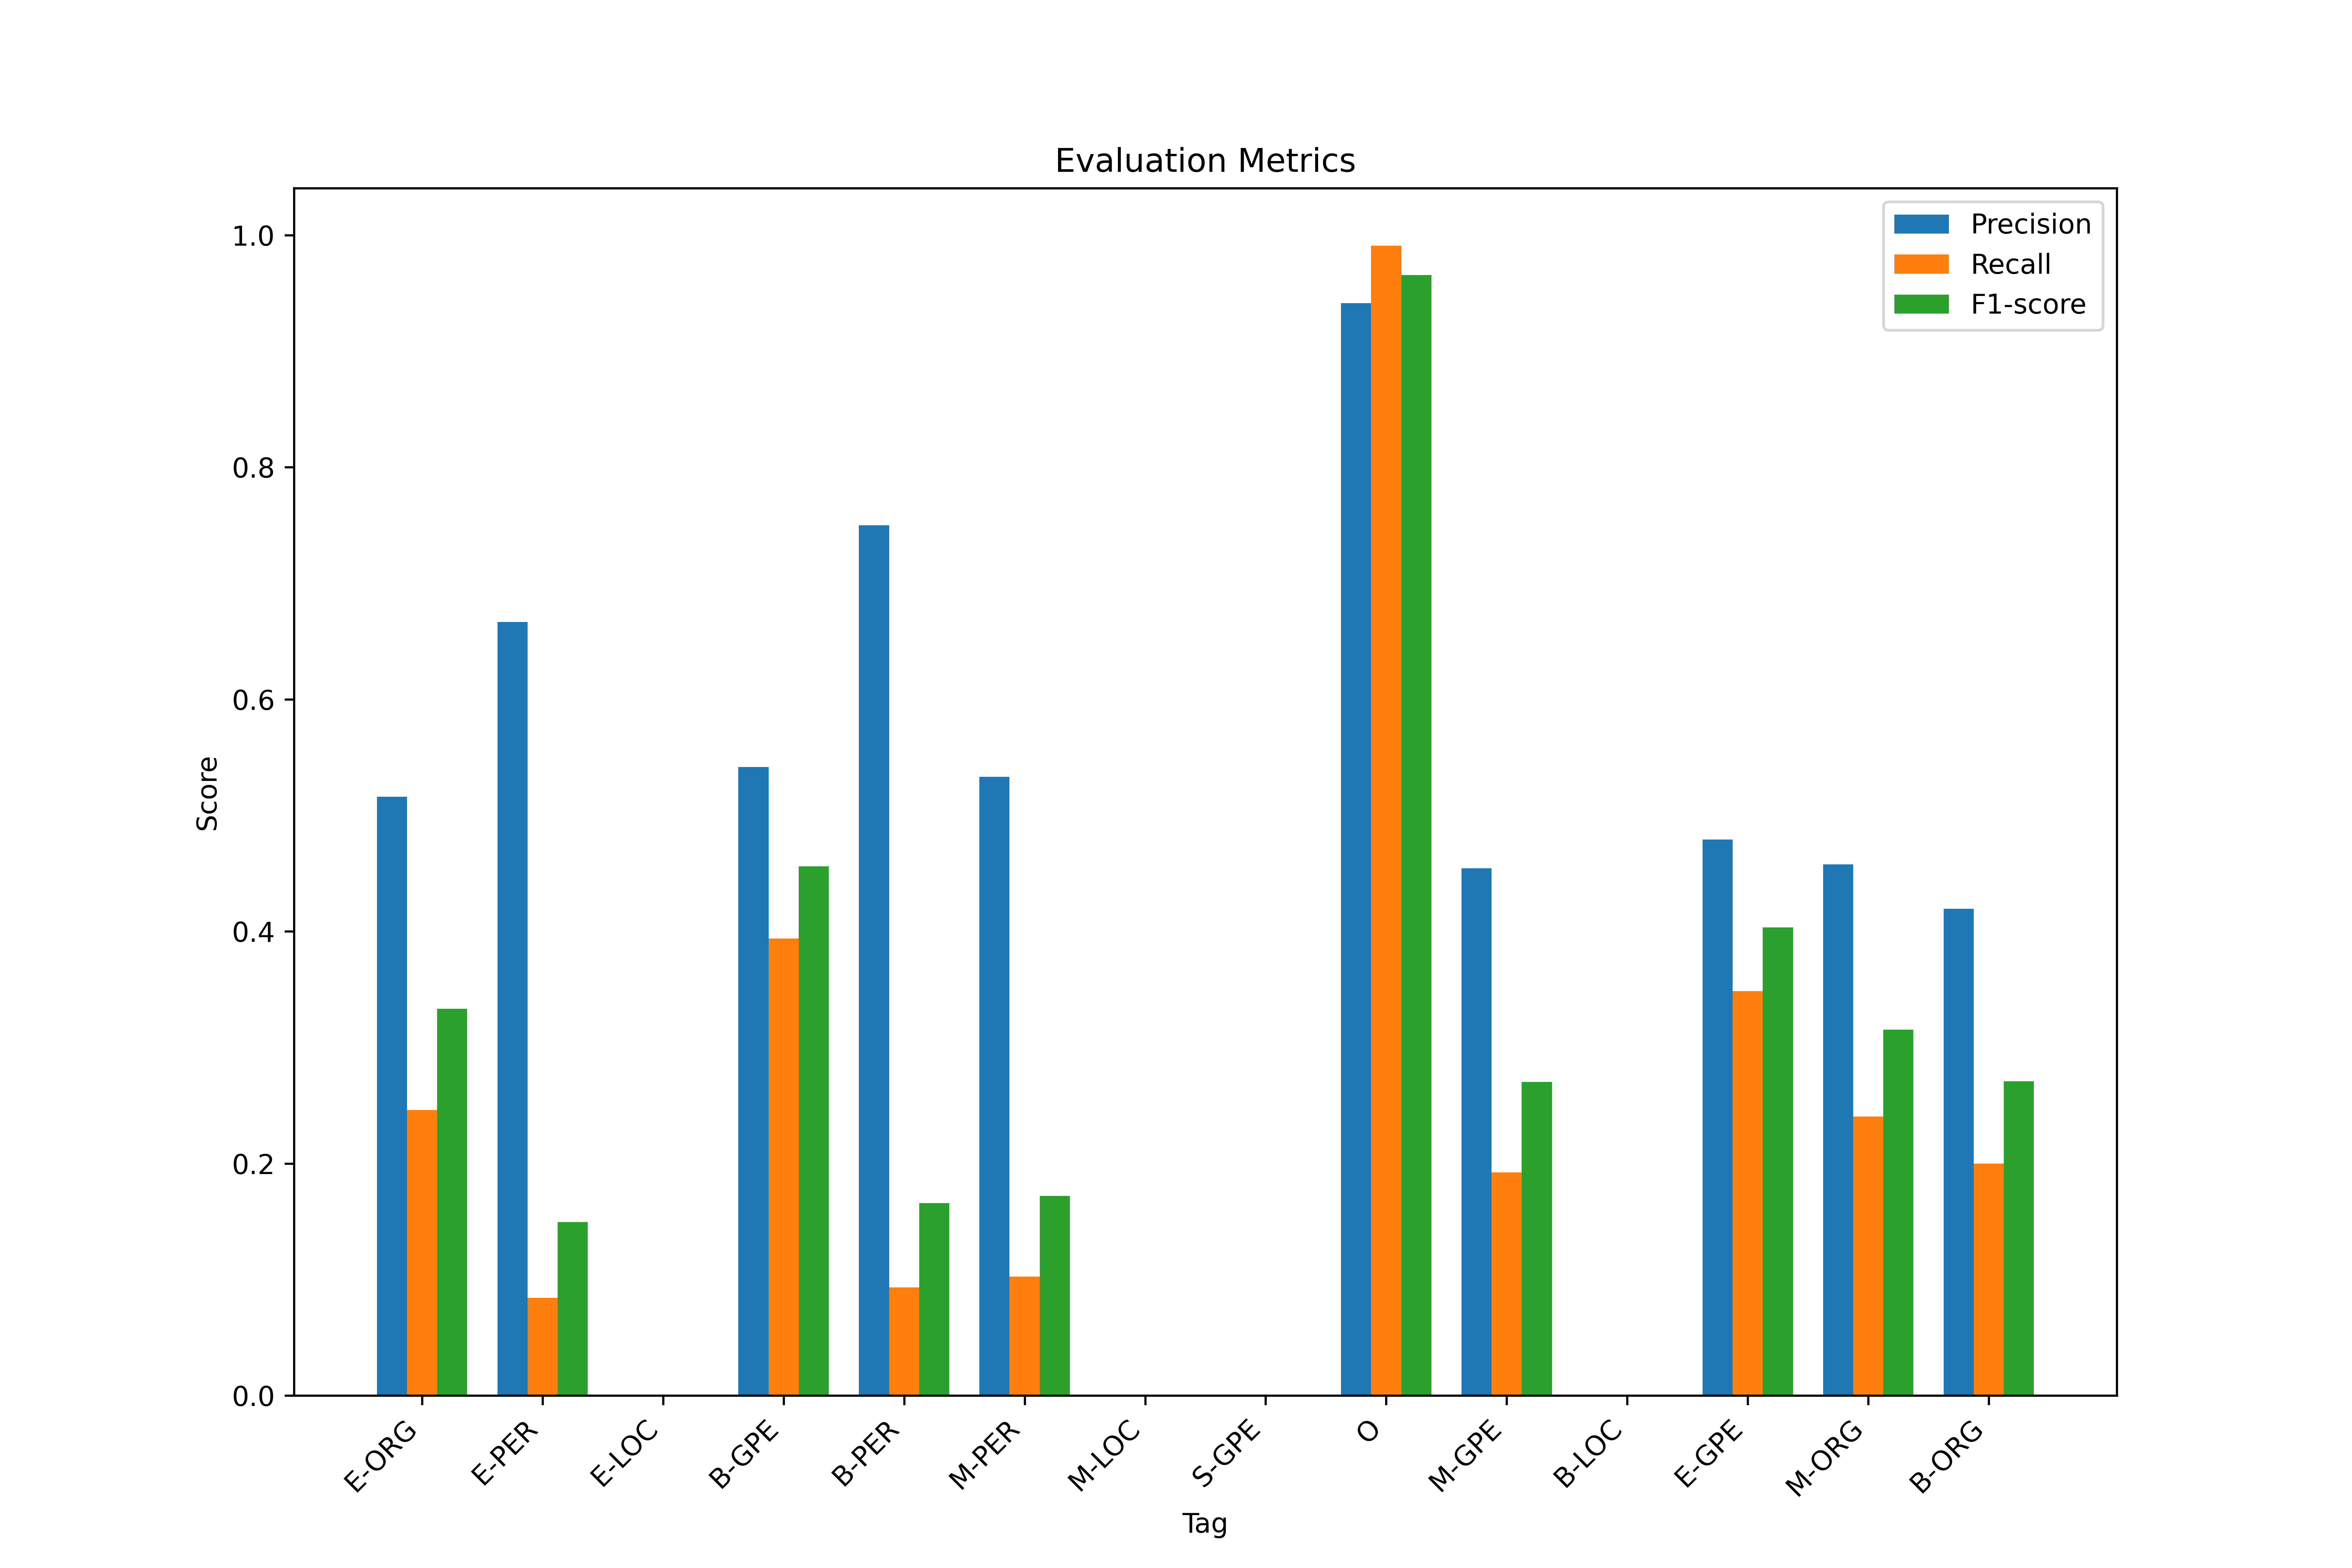 Evaluation Metrics
Precision
Recall
F1-score
1.0
0.8
0.6
0.4
0.2
0.0
Score
E-ORG
E-PER
E-LOC
B-GPE
B-PER
M-PER
M-LOC
S-GPE
O
M-GPE
B-LOC
E-GPE
M-ORG
B-ORG
Tag